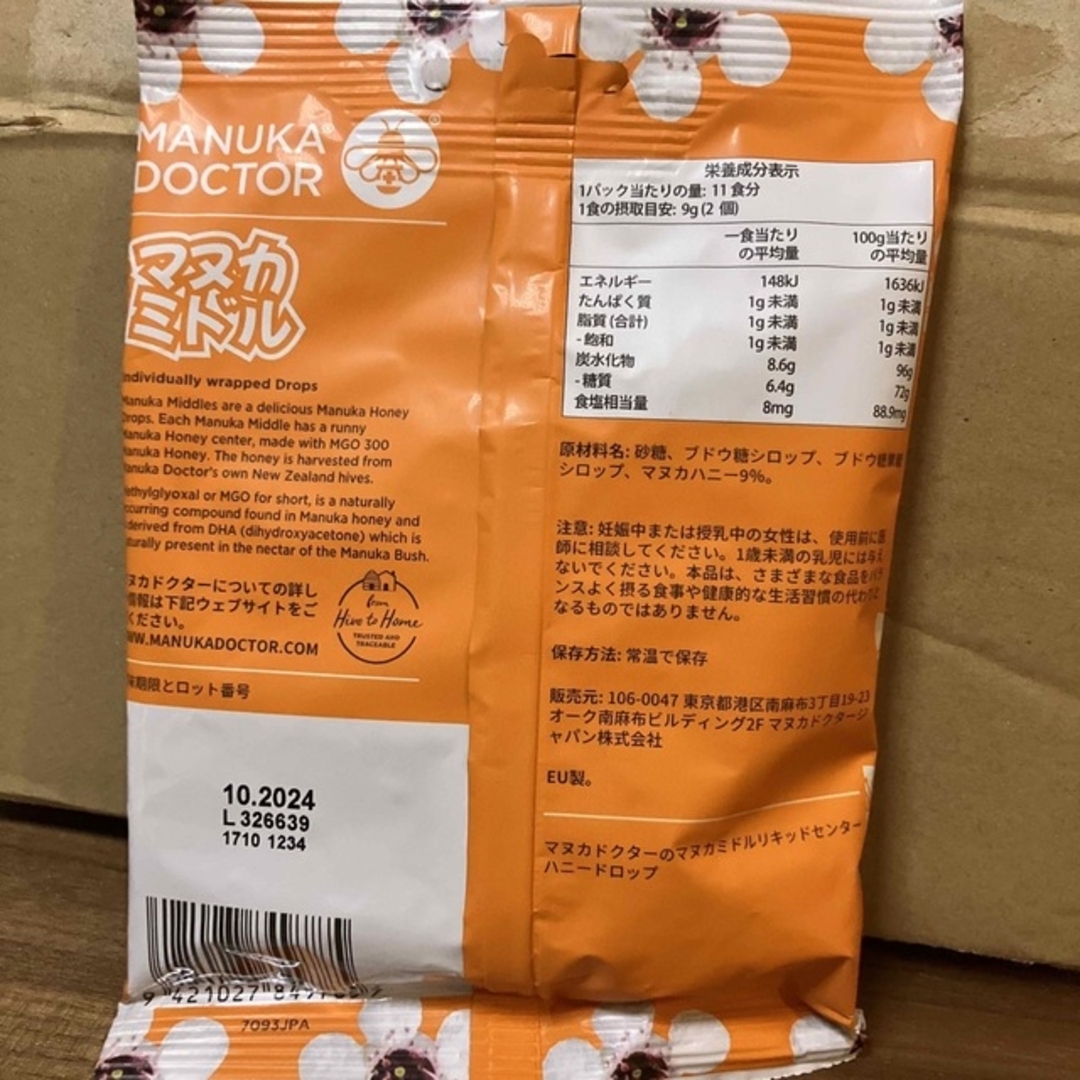 MANUKA
DOCTOR
マヌカ
ミドル
Individually wrapped Drops
Manuka Middles are a delicious Manuka Honey
Drops. Each Manuka Middle has a runny
Manuka Honey center, made with MGO 300
Manuka Honey. The honey is harvested from
Manuka Doctor's own New Zealand hives.
Methylglyoxal or MGO for short, is a naturally
occurring compound found in Manuka honey and
derived from DHA (dihydroxyacetone) which is
naturally present in the nectar of the Manuka Bush.
ヌカドクターについての詳し
情報は下記ウェブサイトをご
ください。
WW.MANUKADOCTOR.COM
from
Hive to Home
TRUSTED AND
TRACEABLE
味期限とロット番号
10.2024
L 326639
1710 1234
9 421027
7093JPA
栄養成分表示
1パック当たりの量: 11 食分
1食の摂取目安: 9g (2 個)
一食当たりの平均量 100g当たりの平均量
エネルギー 148kJ 1636kJ
たんぱく質 1g 未満 1g 未満
脂質 (合計) 1g 未満 1g 未満
- 飽和 1g 未満 1g 未満
炭水化物 8.6g 96g
- 糖質 6.4g 72g
食塩相当量 8mg 88.9mg
原材料名: 砂糖、ブドウ糖シロップ、ブドウ糖果糖
シロップ、マヌカハニー9%。
注意: 妊娠中または授乳中の女性は、使用前に医
師に相談してください。1歳未満の乳児には与え
ないでください。本品は、さまざまな食品をバラ
ンスよく摂る食事や健康的な生活習慣の代わりに
なるものではありません。
保存方法: 常温で保存
販売元: 106-0047 東京都港区南麻布3丁目19-23
オーク南麻布ビルディング2F マヌカドクタージ
ャパン株式会社
EU製。
マヌカドクターのマヌカミドルリキッドセンター
ハニードロップ